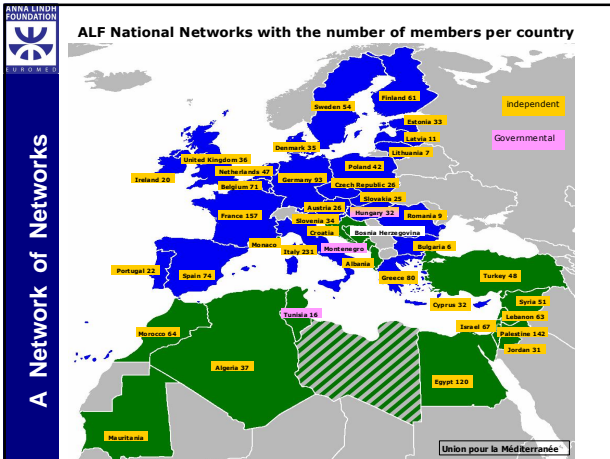 ANNA LINDH
FOUNDATION
EUROMED
A Network of Networks
ALF National Networks with the number of members per country
independent
Governmental
Finland 61
Sweden 54
Estonia 33
Latvia 11
Lithuania 7
Denmark 35
United Kingdom 36
Ireland 20
Netherlands 47
Belgium 71
Germany 93
Poland 42
Czech Republic 26
Slovakia 25
Austria 26
Hungary 32
Slovenia 34
Romania 9
France 157
Croatia
Bosnia Herzegovina
Monaco
Italy 231
Montenegro
Bulgaria 6
Albania
Portugal 22
Spain 74
Greece 80
Turkey 48
Cyprus 32
Syria 51
Lebanon 63
Israel 67
Palestine 142
Jordan 31
Tunisia 16
Morocco 64
Algeria 37
Egypt 120
Mauritania
Union pour la Méditerranée